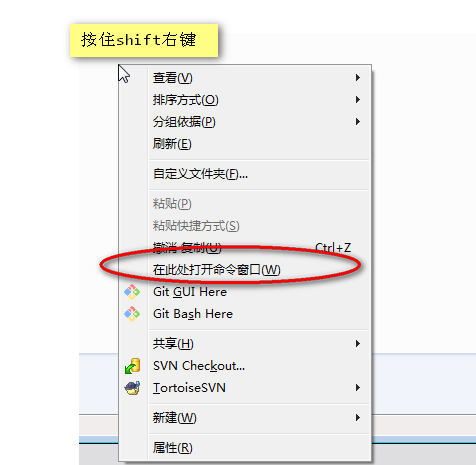 按住shift右键
查看(V)
排序方式(O)
分组依据(P)
刷新(E)
自定义文件夹(F)...
粘贴(P)
粘贴快捷方式(S)
撤消 复制(U) Ctrl+Z
在此处打开命令窗口(W)
Git GUI Here
Git Bash Here
共享(H)
SVN Checkout...
TortoiseSVN
新建(W)
属性(R)